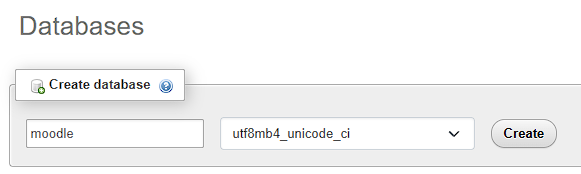 Databases
Create database
moodle
utf8mb4_unicode_ci
Create